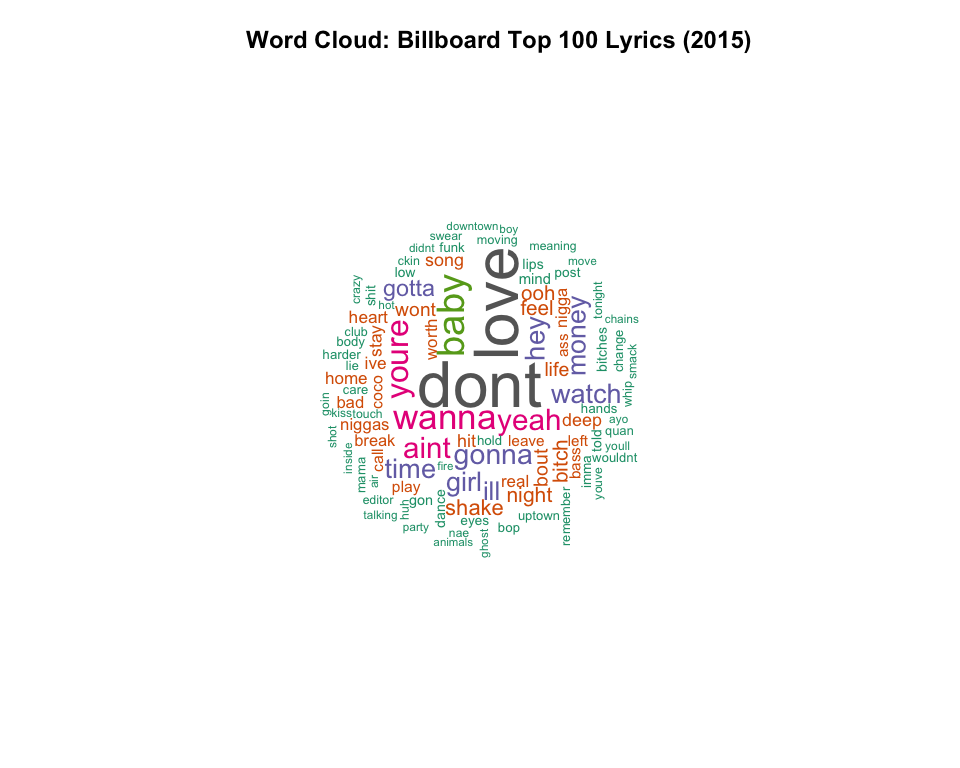 Word Cloud: Billboard Top 100 Lyrics (2015)
downtown
boy
swear
moving
didnt
funk
meaning
ckin
song
lips
move
low
mind
post
crazy
shit
gotta
baby
love
ooh
tonight
hot
wont
feel
nigga
heart
worth
hey
ass
money
chains
club
stay
youre
bitches
change
body
harder
lie
ive
life
smack
home
dont
watch
whip
care
coco
goin
bad
kiss
touch
wanna
yeah
hands
deep
ayo
niggas
shot
quan
break
aint
hit
hold
leave
left
told
youll
inside
call
gonna
bout
bitch
bass
wouldnt
mama
air
time
fire
imma
youve
play
girl
ill
real
night
editor
gon
talking
huh
dance
shake
uptown
remember
party
eyes
nae
bop
animals
ghost